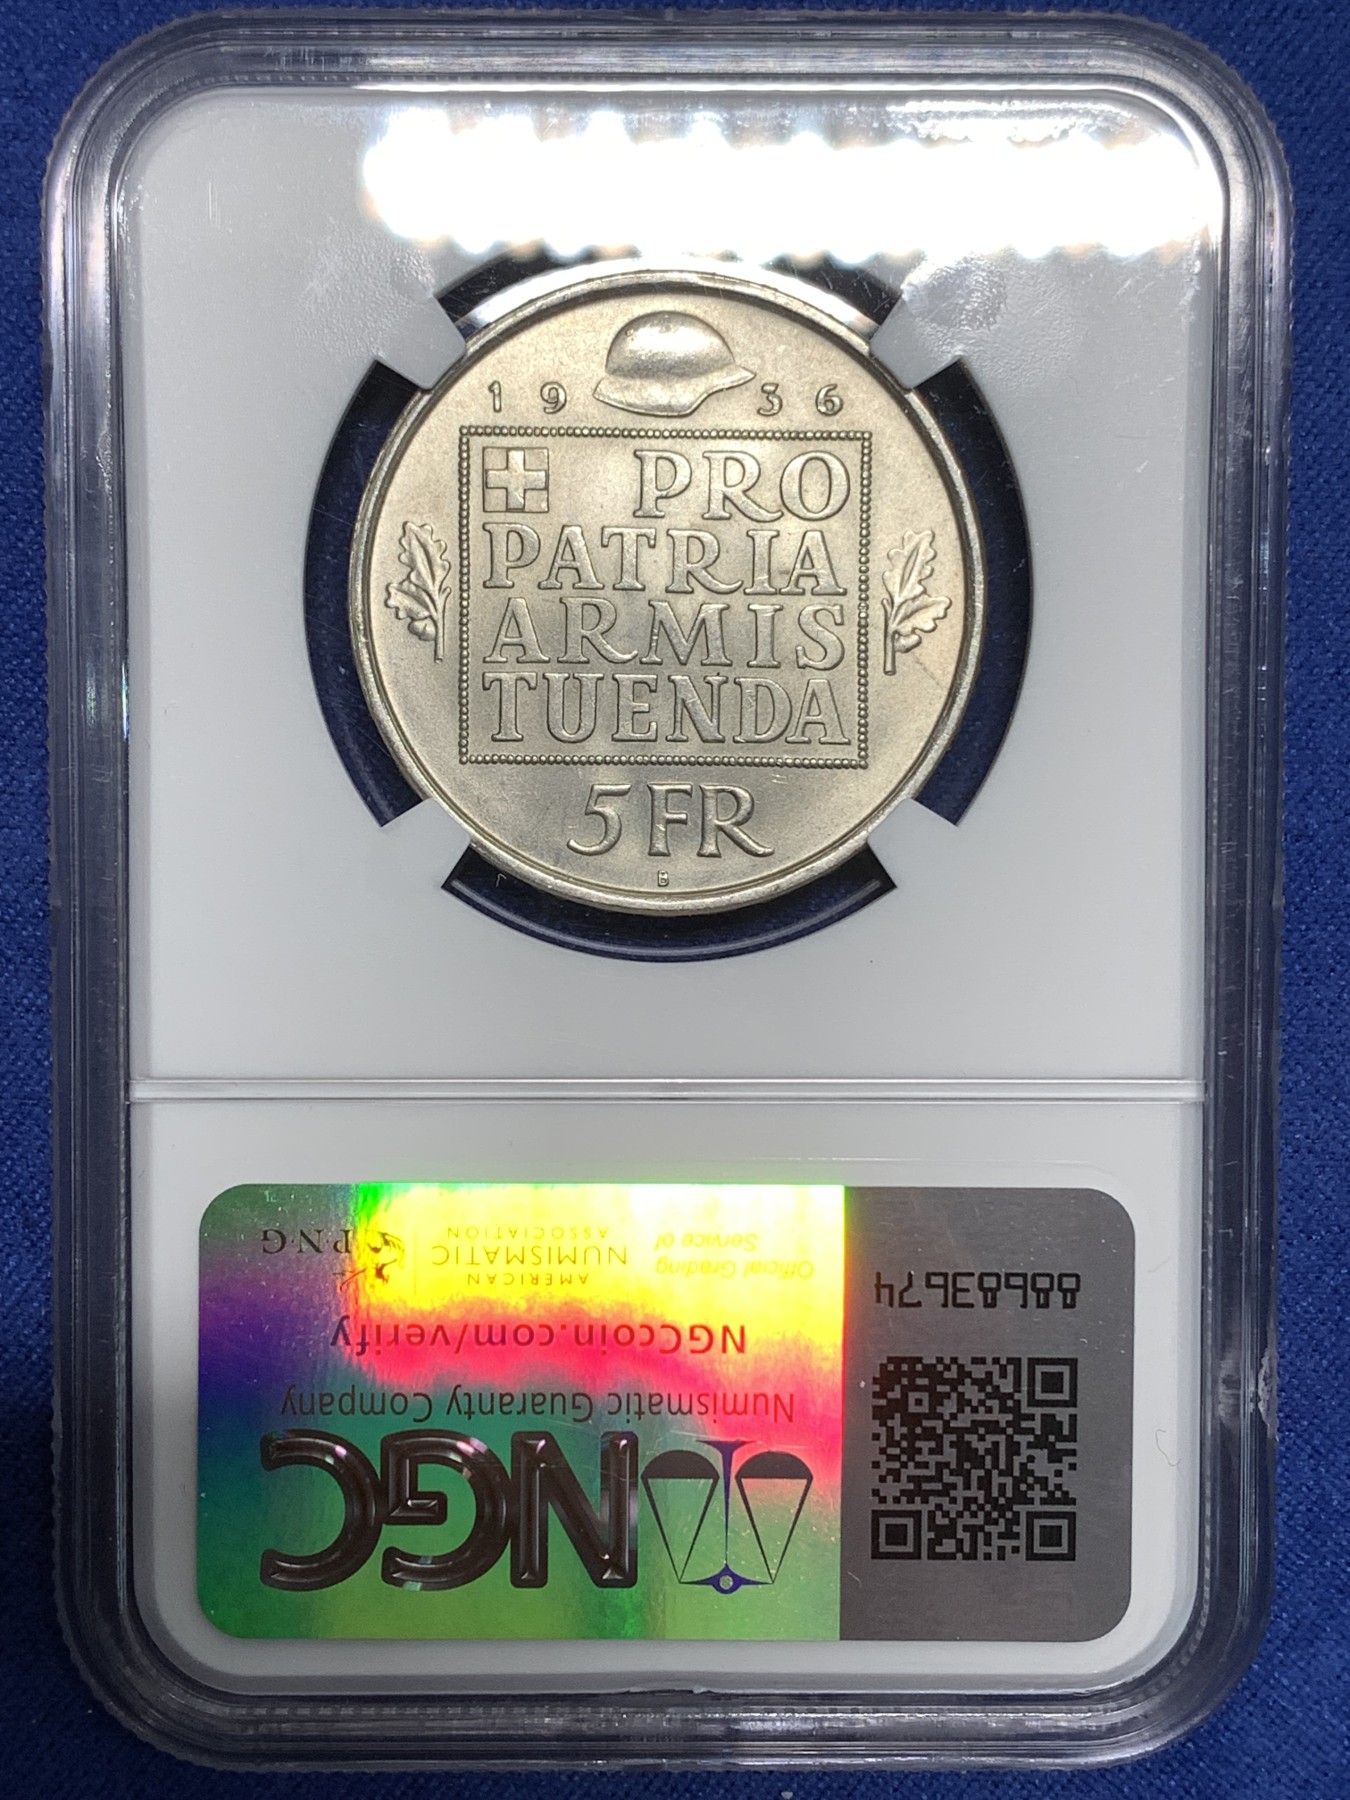 1936
PRO
PATRIA
ARMIS
TUENDA
5 FR
B
NGC
Numismatic Guaranty Company
NGCcoin.com/verify
Official Grading
Service of
AMERICAN
NUMISMATIC
ASSOCIATION
P·N·G
88683674